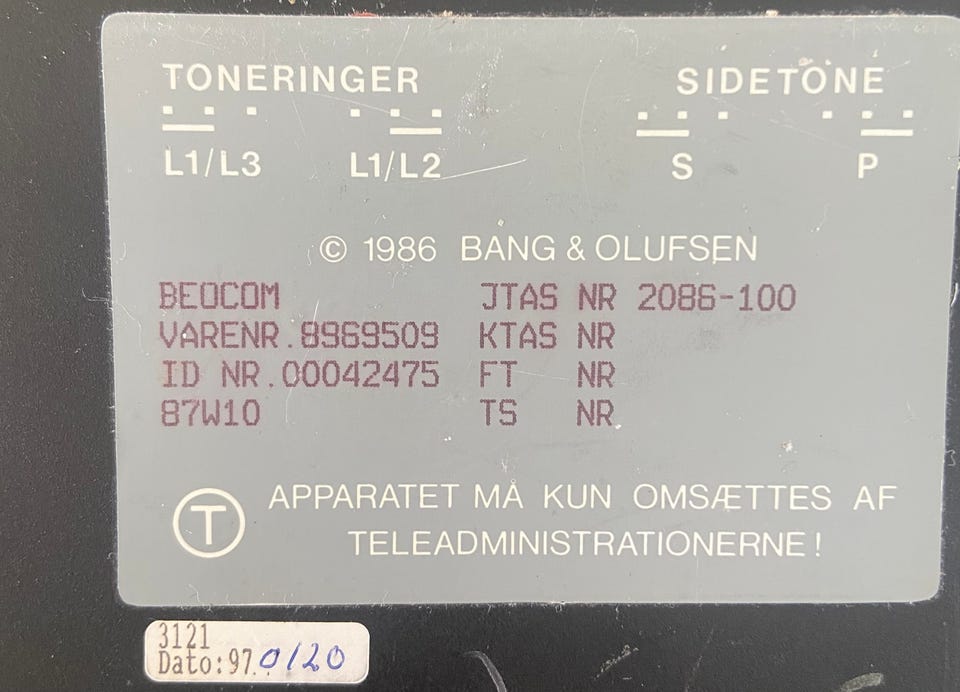 TONERINGER SIDETONE
L1/L3 L1/L2 S P
© 1986 BANG & OLUFSEN
BEOCOM JTAS NR 2086-100
VARENR.8969509 KTAS NR
ID NR.00042475 FT NR
87W10 TS NR
T APPARATET MÅ KUN OMSÆTTES AF
TELEADMINISTRATIONERNE!
3121
Dato:97 0120